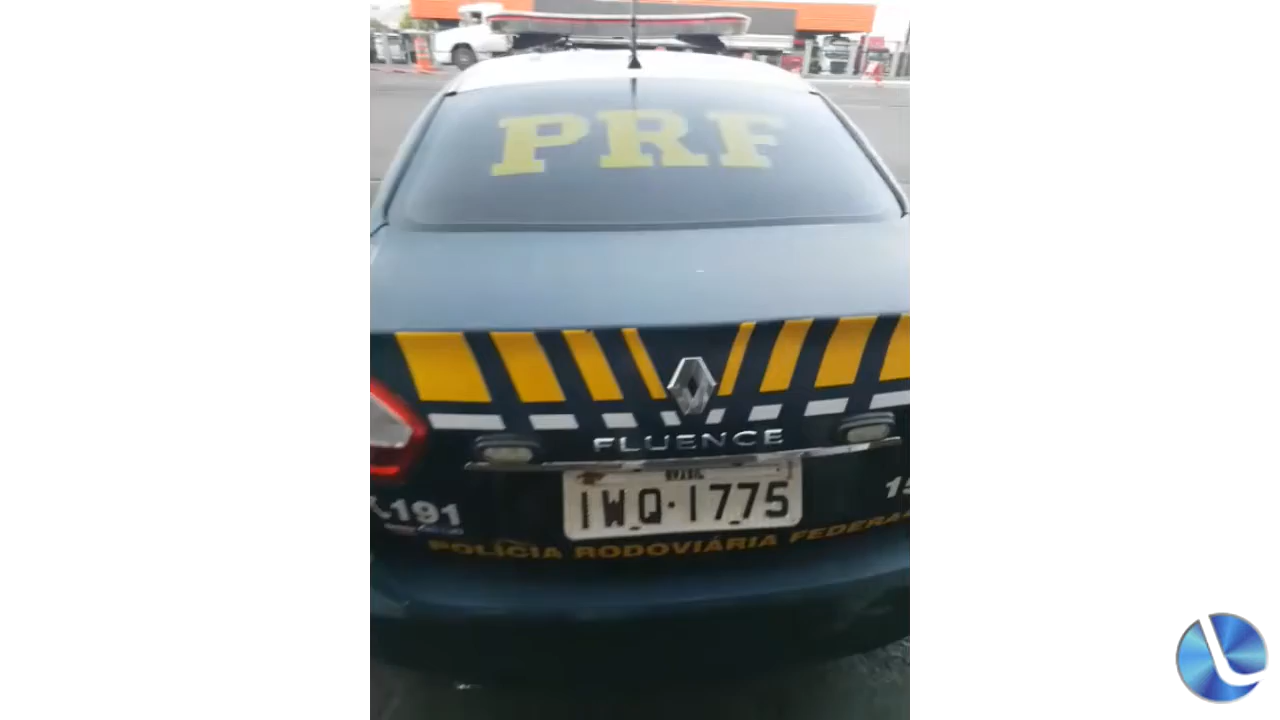 PRF
FLUENCE
BRASIL
IWQ·1775
191
POLÍCIA RODOVIÁRIA FEDERAL